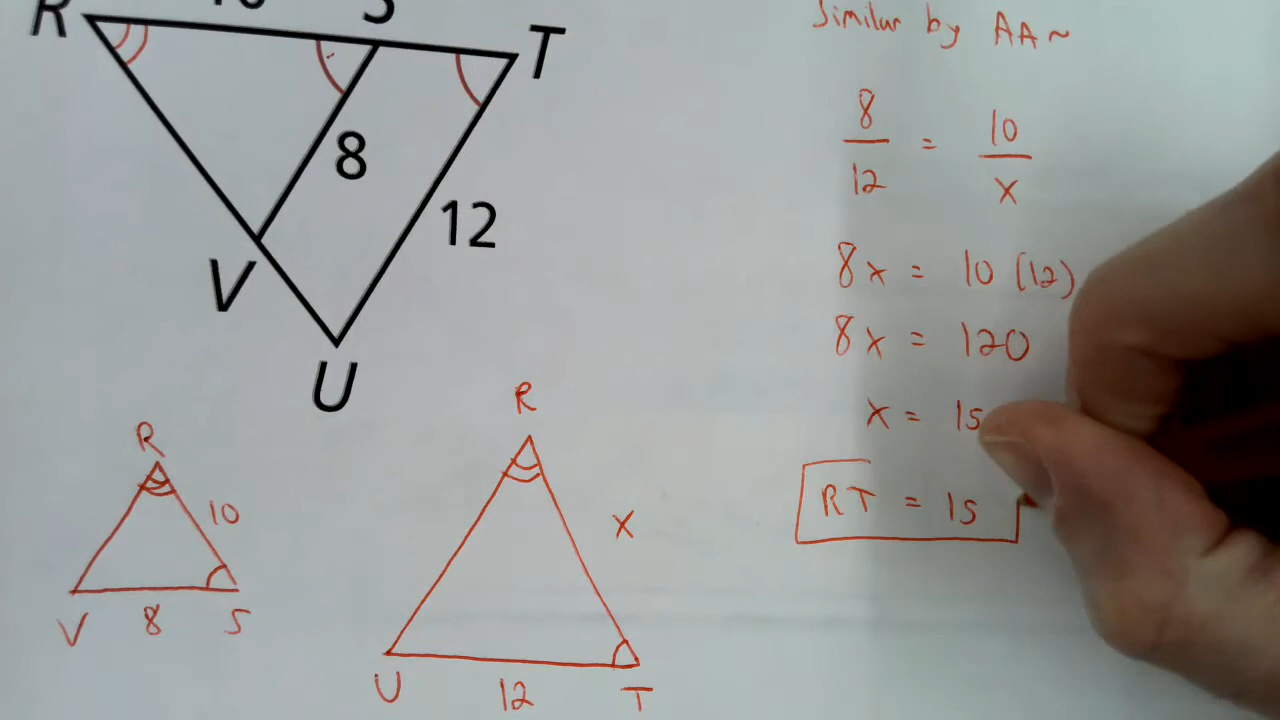 R 10 S T
8
12
V
U
Similar by AA~
8/12 = 10/x
8x = 10(12)
8x = 120
x = 15
RT = 15
R
10
V 8 S
R
x
U 12 T